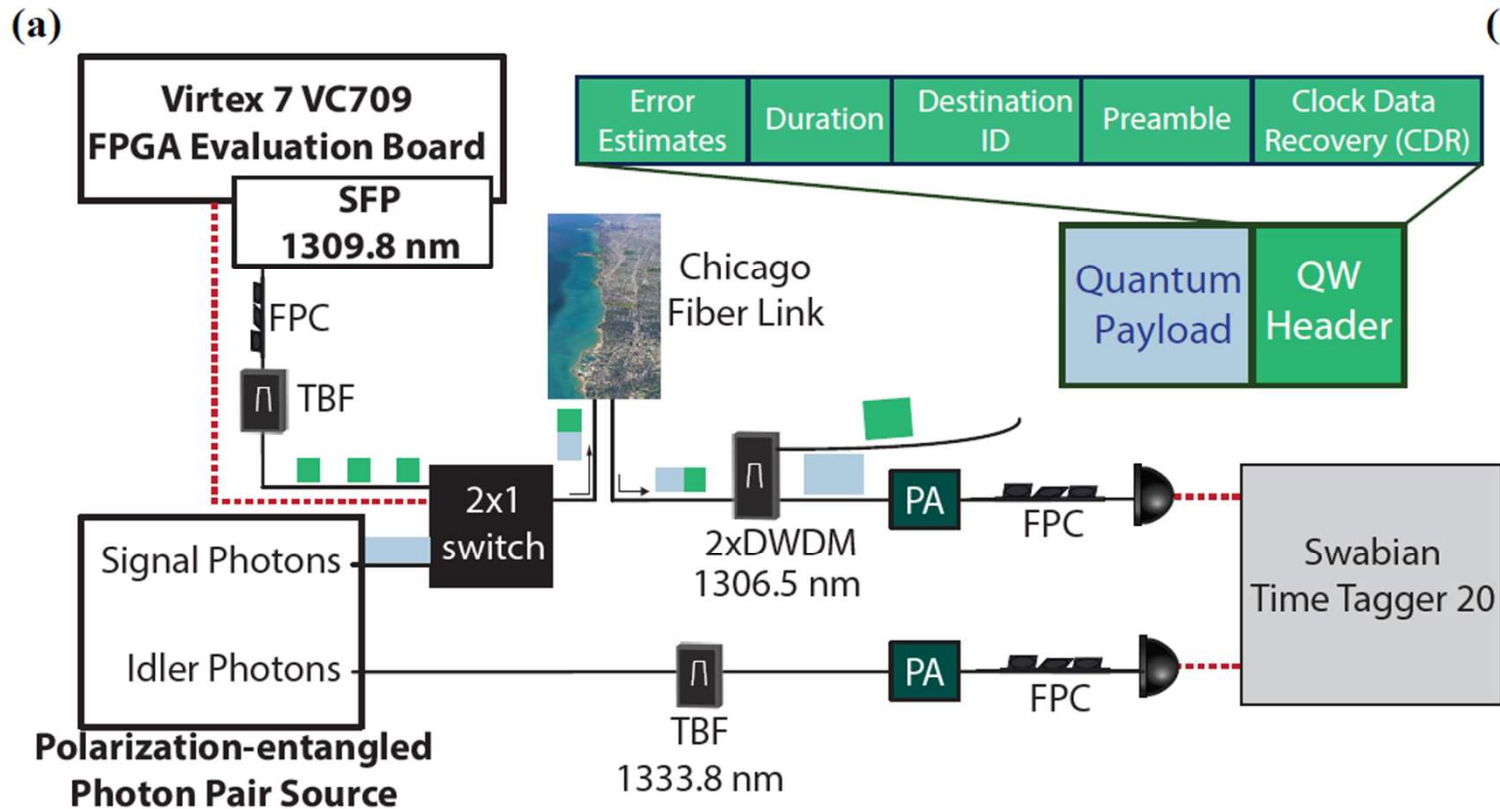 (a)
(
Virtex 7 VC709
FPGA Evaluation Board
SFP
1309.8 nm
FPC
TBF
Error
Estimates
Duration
Destination
ID
Preamble
Clock Data
Recovery (CDR)
Chicago
Fiber Link
Quantum
Payload
QW
Header
2x1
switch
2xDWDM
1306.5 nm
PA
FPC
Signal Photons
Idler Photons
TBF
1333.8 nm
PA
FPC
Swabian
Time Tagger 20
Polarization-entangled
Photon Pair Source